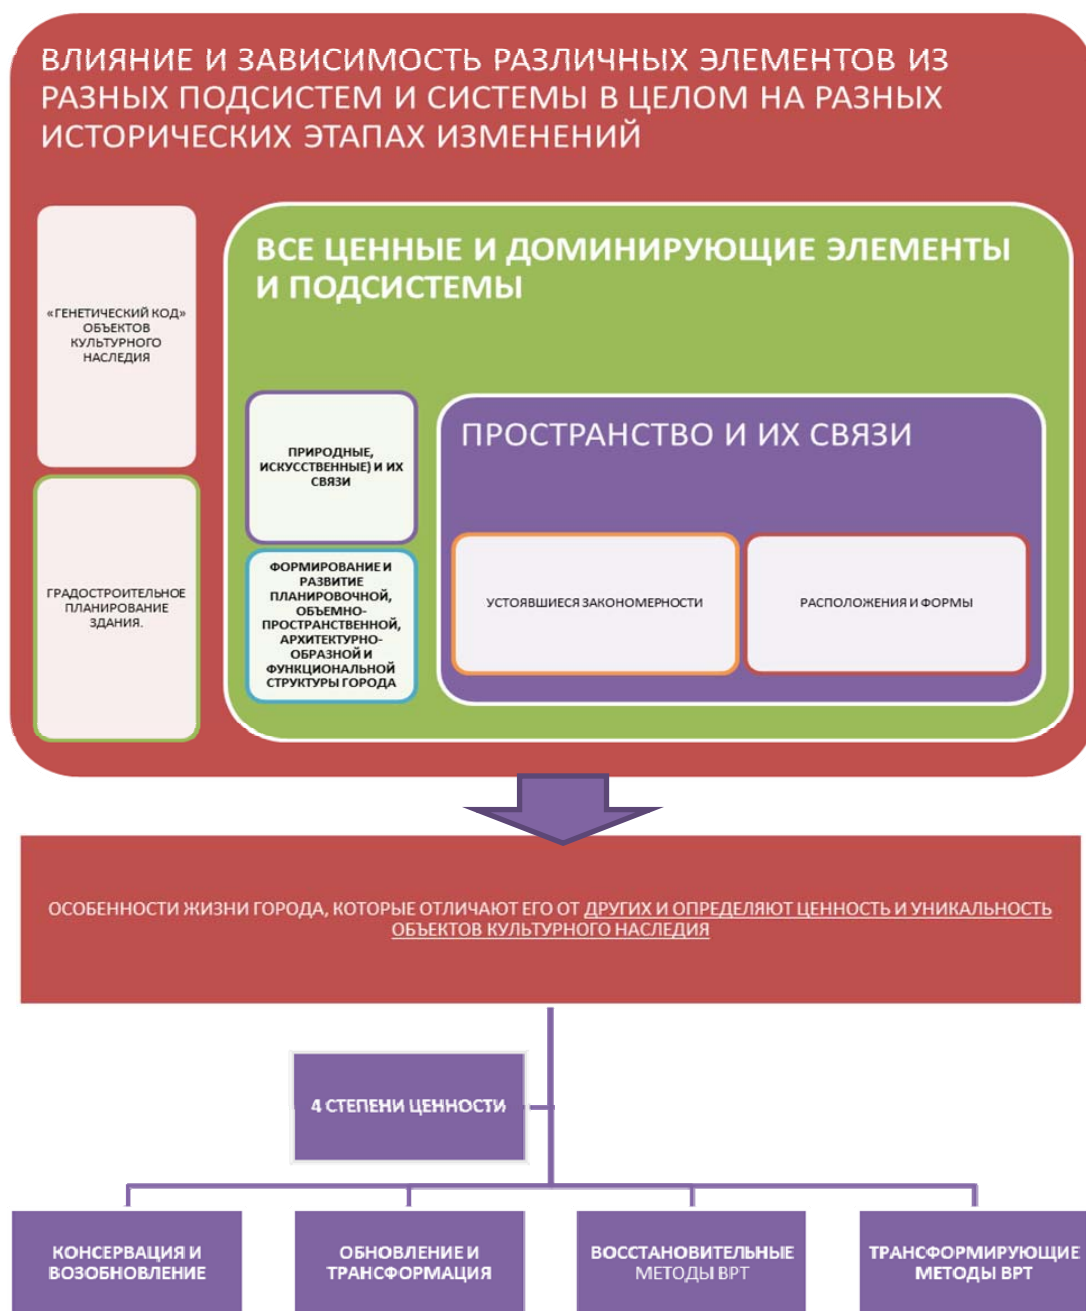 ВЛИЯНИЕ И ЗАВИСИМОСТЬ РАЗЛИЧНЫХ ЭЛЕМЕНТОВ ИЗ
РАЗНЫХ ПОДСИСТЕМ И СИСТЕМЫ В ЦЕЛОМ НА РАЗНЫХ
ИСТОРИЧЕСКИХ ЭТАПАХ ИЗМЕНЕНИЙ
«ГЕНЕТИЧЕСКИЙ КОД»
ОБЪЕКТОВ
КУЛЬТУРНОГО
НАСЛЕДИЯ
ГРАДОСТРОИТЕЛЬНОЕ
ПЛАНИРОВАНИЕ
ЗДАНИЯ.
ВСЕ ЦЕННЫЕ И ДОМИНИРУЮЩИЕ ЭЛЕМЕНТЫ
И ПОДСИСТЕМЫ
ПРИРОДНЫЕ,
ИСКУССТВЕННЫЕ) И ИХ
СВЯЗИ
ФОРМИРОВАНИЕ И
РАЗВИТИЕ
ПЛАНИРОВОЧНОЙ,
ОБЪЕМНО-
ПРОСТРАНСТВЕННОЙ,
АРХИТЕКТУРНО-
ОБРАЗНОЙ И
ФУНКЦИОНАЛЬНОЙ
СТРУКТУРЫ ГОРОДА
ПРОСТРАНСТВО И ИХ СВЯЗИ
УСТОЯВШИЕСЯ ЗАКОНОМЕРНОСТИ
РАСПОЛОЖЕНИЯ И ФОРМЫ
ОСОБЕННОСТИ ЖИЗНИ ГОРОДА, КОТОРЫЕ ОТЛИЧАЮТ ЕГО ОТ ДРУГИХ И ОПРЕДЕЛЯЮТ ЦЕННОСТЬ И УНИКАЛЬНОСТЬ
ОБЪЕКТОВ КУЛЬТУРНОГО НАСЛЕДИЯ
4 СТЕПЕНИ ЦЕННОСТИ
КОНСЕРВАЦИЯ И
ВОЗОБНОВЛЕНИЕ
ОБНОВЛЕНИЕ И
ТРАНСФОРМАЦИЯ
ВОССТАНОВИТЕЛЬНЫЕ
МЕТОДЫ ВРТ
ТРАНСФОРМИРУЮЩИЕ
МЕТОДЫ ВРТ